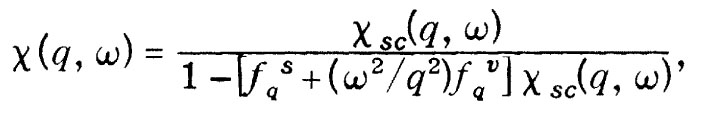 χ(q, ω) = χ_sc(q, ω) / (1 − [f_q^s + (ω²/q²) f_q^v] χ_sc(q, ω)),